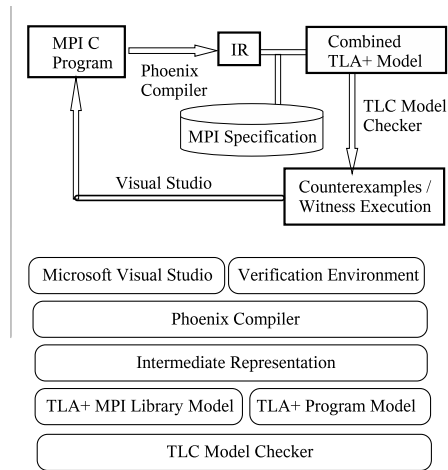 MPI C
Program
Phoenix
Compiler
IR
Combined
TLA+ Model
MPI Specification
TLC Model
Checker
Visual Studio
Counterexamples /
Witness Execution
Microsoft Visual Studio
Verification Environment
Phoenix Compiler
Intermediate Representation
TLA+ MPI Library Model
TLA+ Program Model
TLC Model Checker